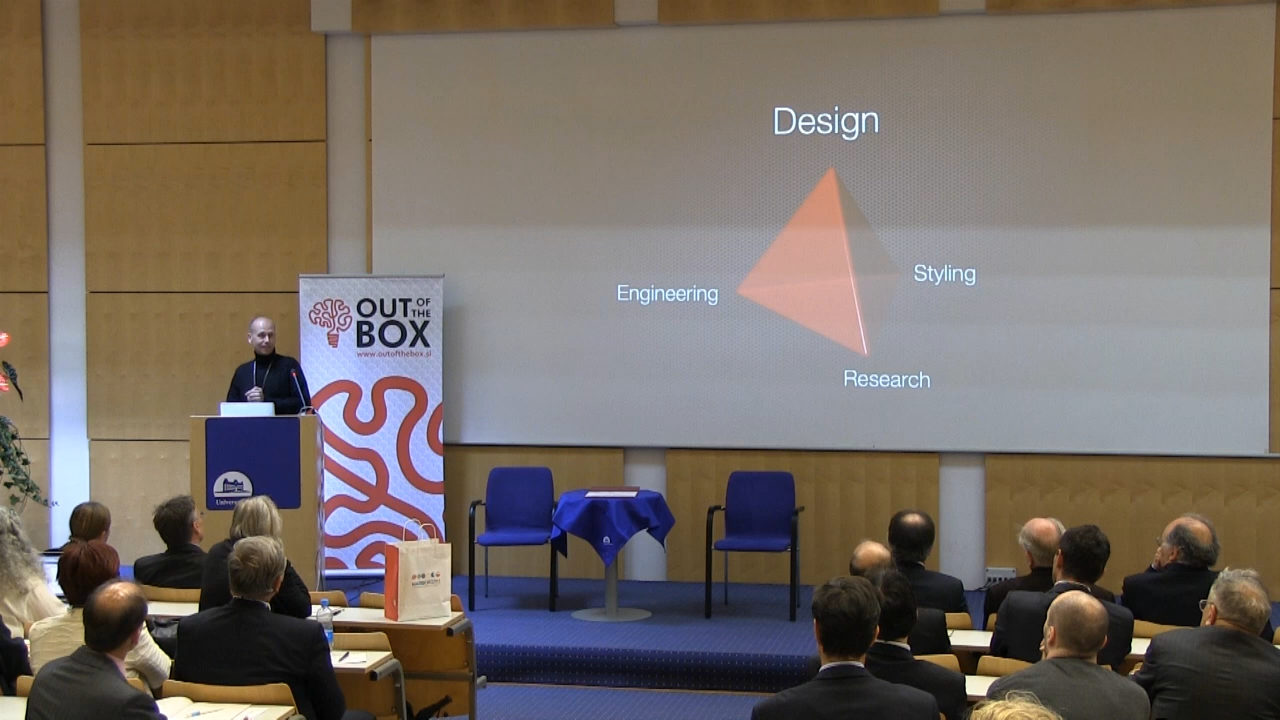 Design
Engineering
Styling
Research
OUT OF THE
BOX
www.outofthebox.si